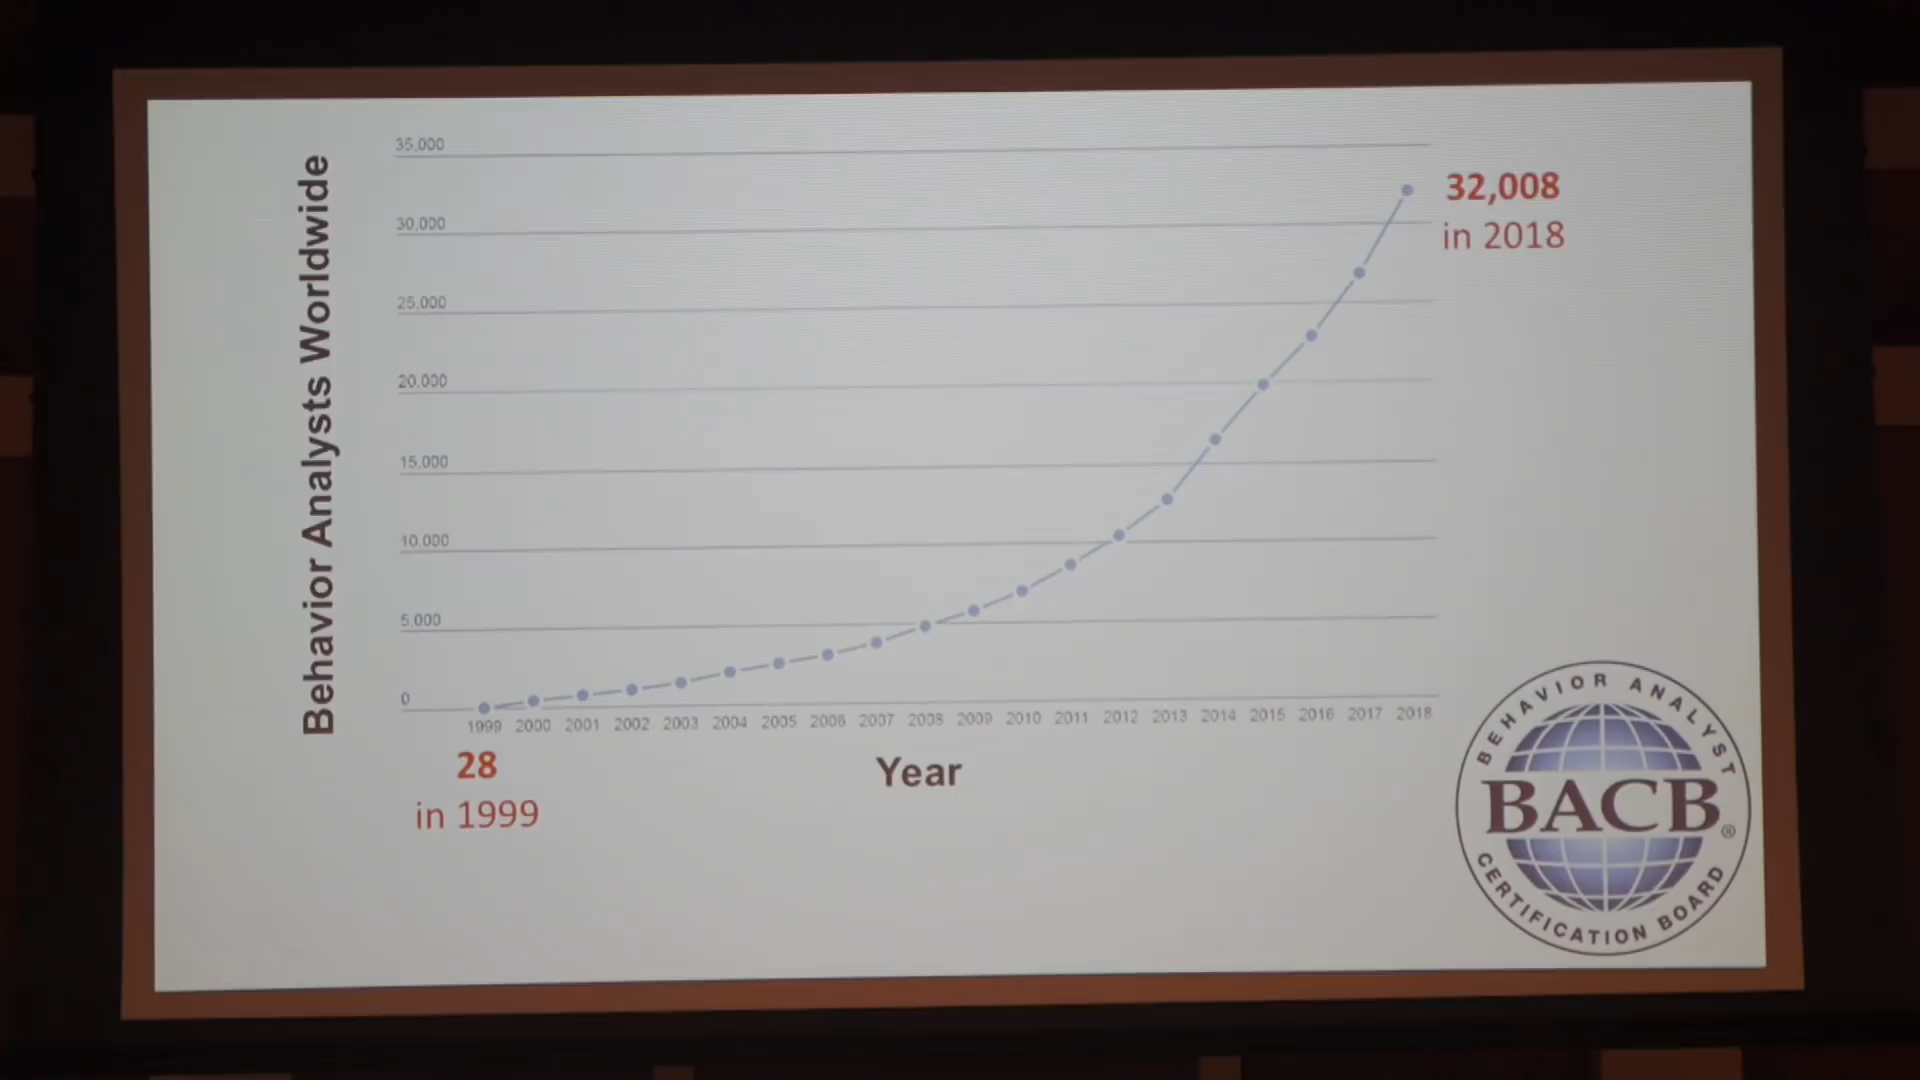 Behavior Analysts Worldwide
35,000
30,000
25,000
20,000
15,000
10,000
5,000
0
32,008
in 2018
1999 2000 2001 2002 2003 2004 2005 2006 2007 2008 2009 2010 2011 2012 2013 2014 2015 2016 2017 2018
28
in 1999
Year
BEHAVIOR ANALYST
BACB®
CERTIFICATION BOARD